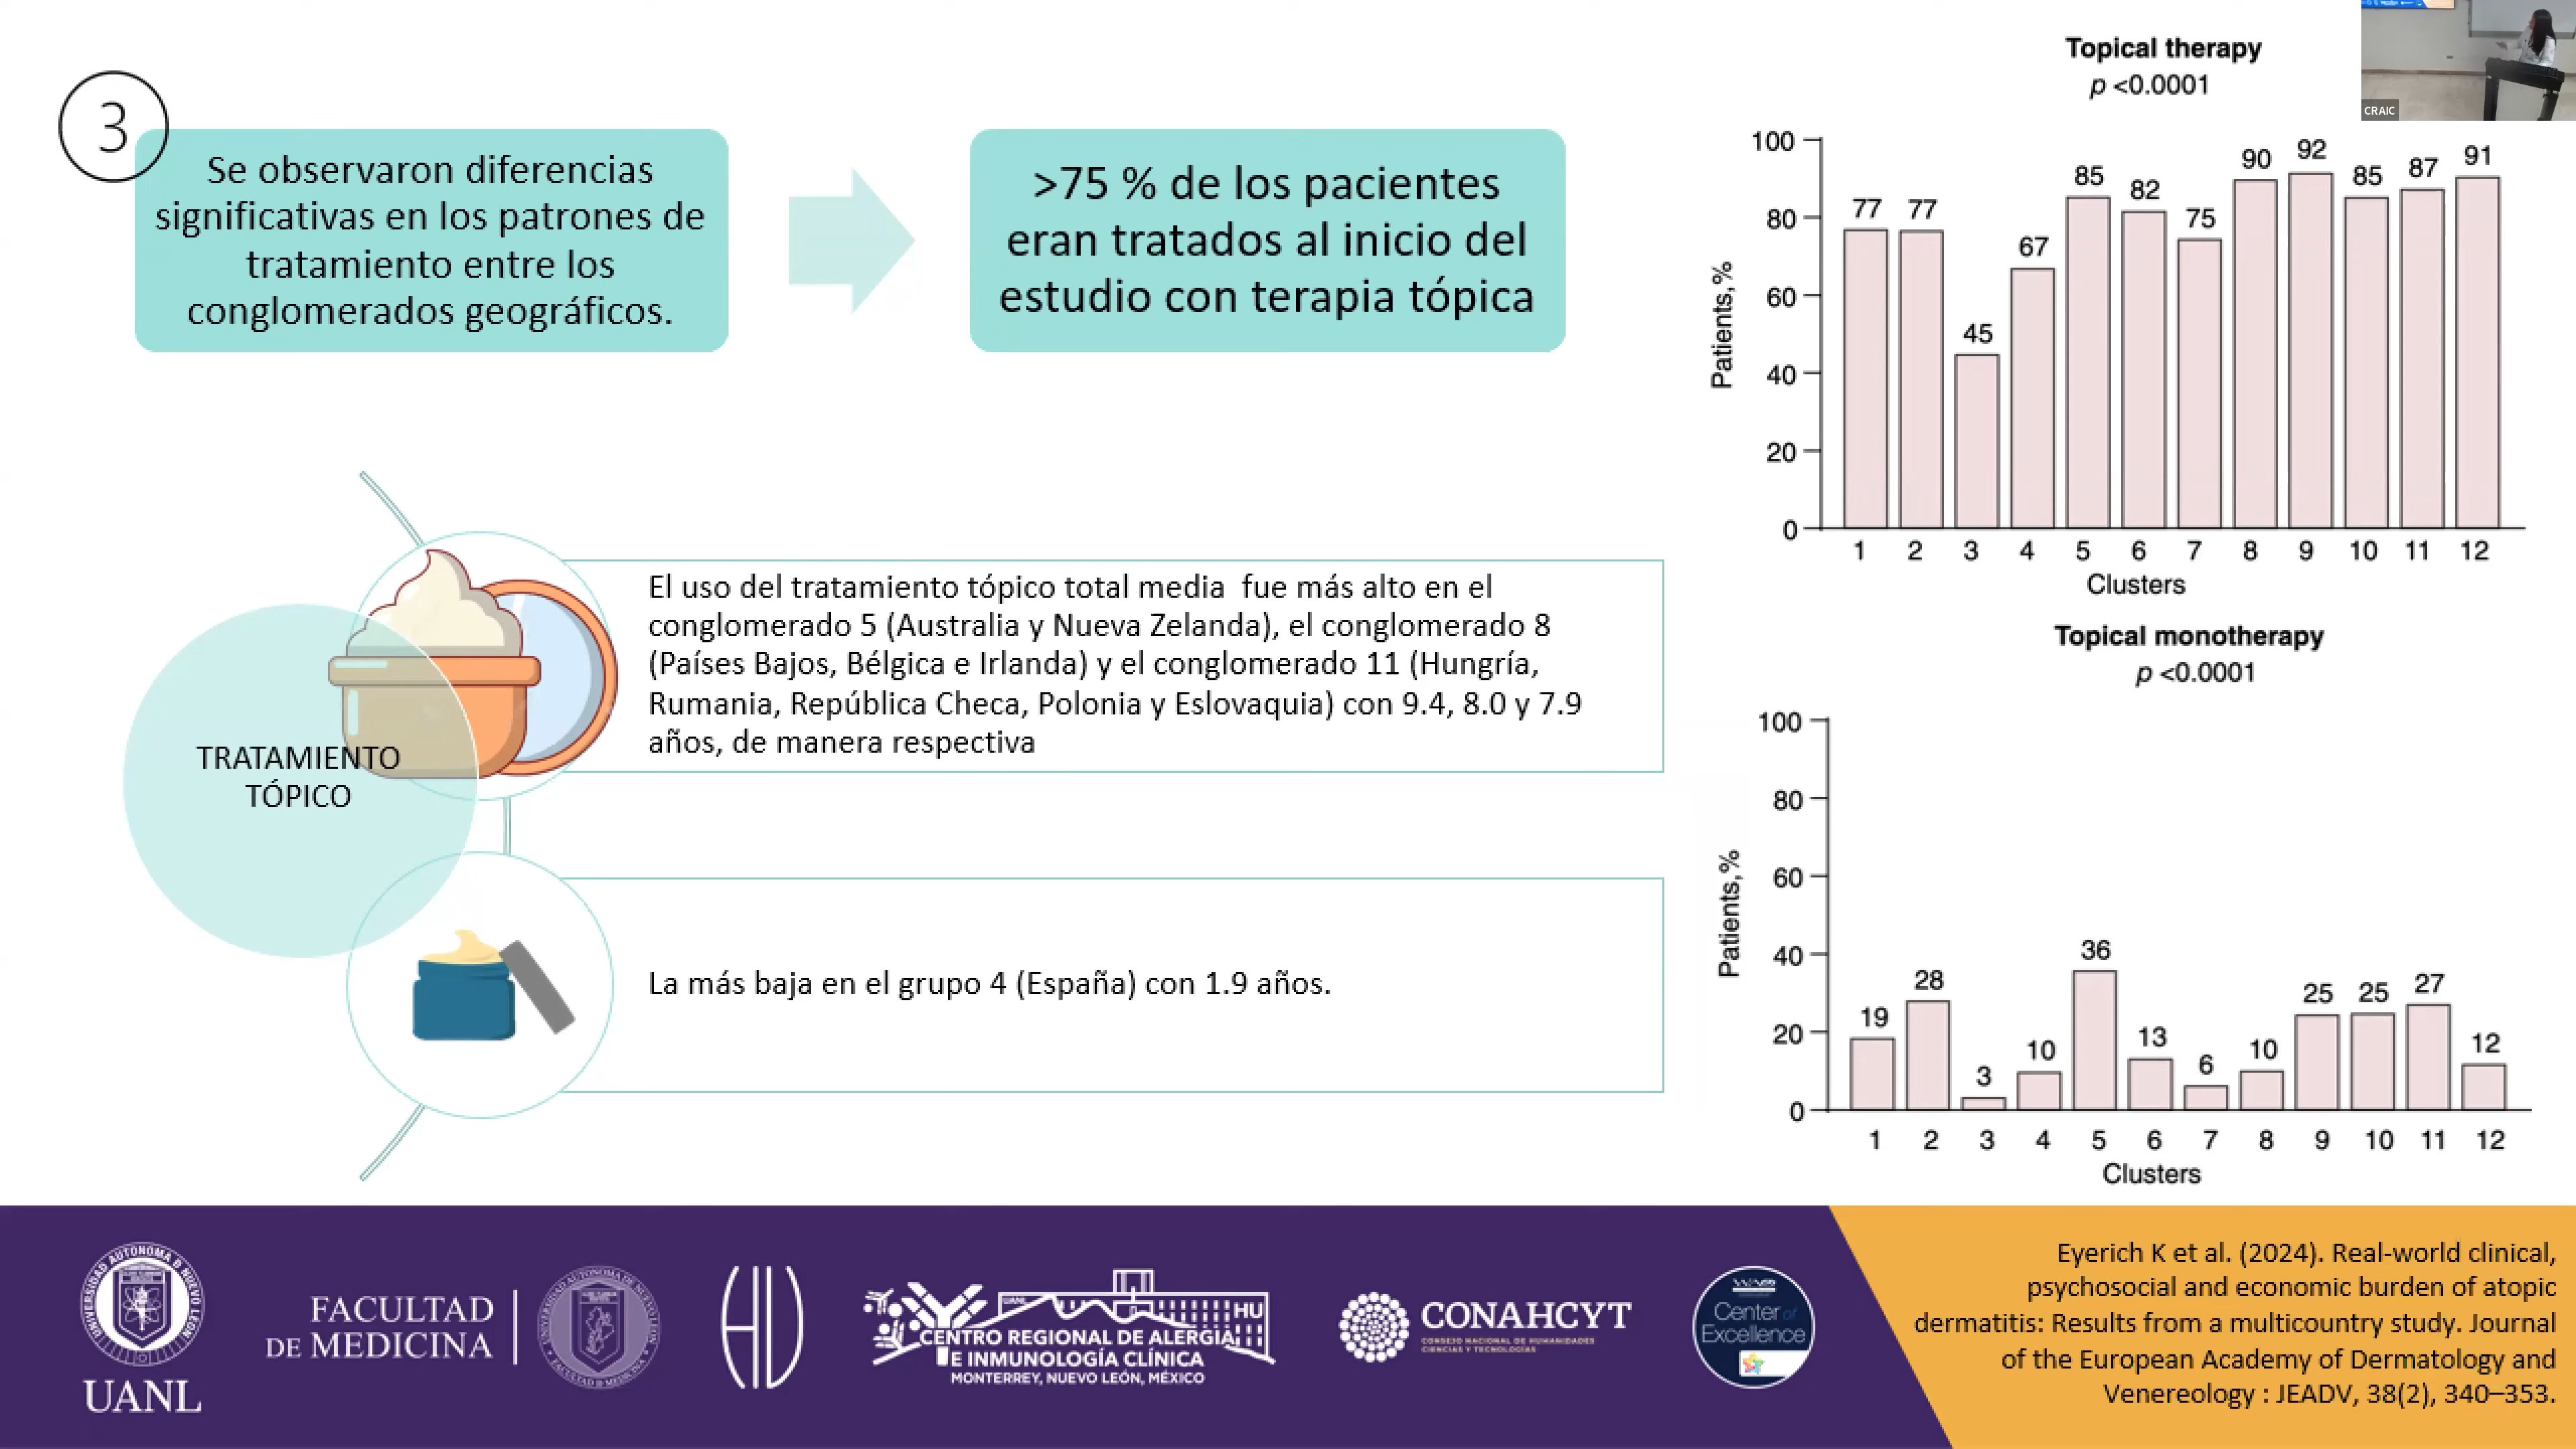 3
Se observaron diferencias
significativas en los patrones de
tratamiento entre los
conglomerados geográficos.
>75 % de los pacientes
eran tratados al inicio del
estudio con terapia tópica
TRATAMIENTO
TÓPICO
El uso del tratamiento tópico total media  fue más alto en el
conglomerado 5 (Australia y Nueva Zelanda), el conglomerado 8
(Países Bajos, Bélgica e Irlanda) y el conglomerado 11 (Hungría,
Rumania, República Checa, Polonia y Eslovaquia) con 9.4, 8.0 y 7.9
años, de manera respectiva
La más baja en el grupo 4 (España) con 1.9 años.
Topical therapy
p <0.0001
Patients,%
100
80
60
40
20
0
77 77 45 67 85 82 75 90 92 85 87 91
1 2 3 4 5 6 7 8 9 10 11 12
Clusters
Topical monotherapy
p <0.0001
Patients,%
100
80
60
40
20
0
19 28 3 10 36 13 6 10 25 25 27 12
1 2 3 4 5 6 7 8 9 10 11 12
Clusters
CRAIC
UANL
FACULTAD
DE MEDICINA
HU
CENTRO REGIONAL DE ALERGIA
E INMUNOLOGÍA CLÍNICA
MONTERREY, NUEVO LEÓN, MÉXICO
CONAHCYT
CONSEJO NACIONAL DE HUMANIDADES
CIENCIAS Y TECNOLOGÍAS
Center of
Excellence
Eyerich K et al. (2024). Real-world clinical,
psychosocial and economic burden of atopic
dermatitis: Results from a multicountry study. Journal
of the European Academy of Dermatology and
Venereology : JEADV, 38(2), 340–353.